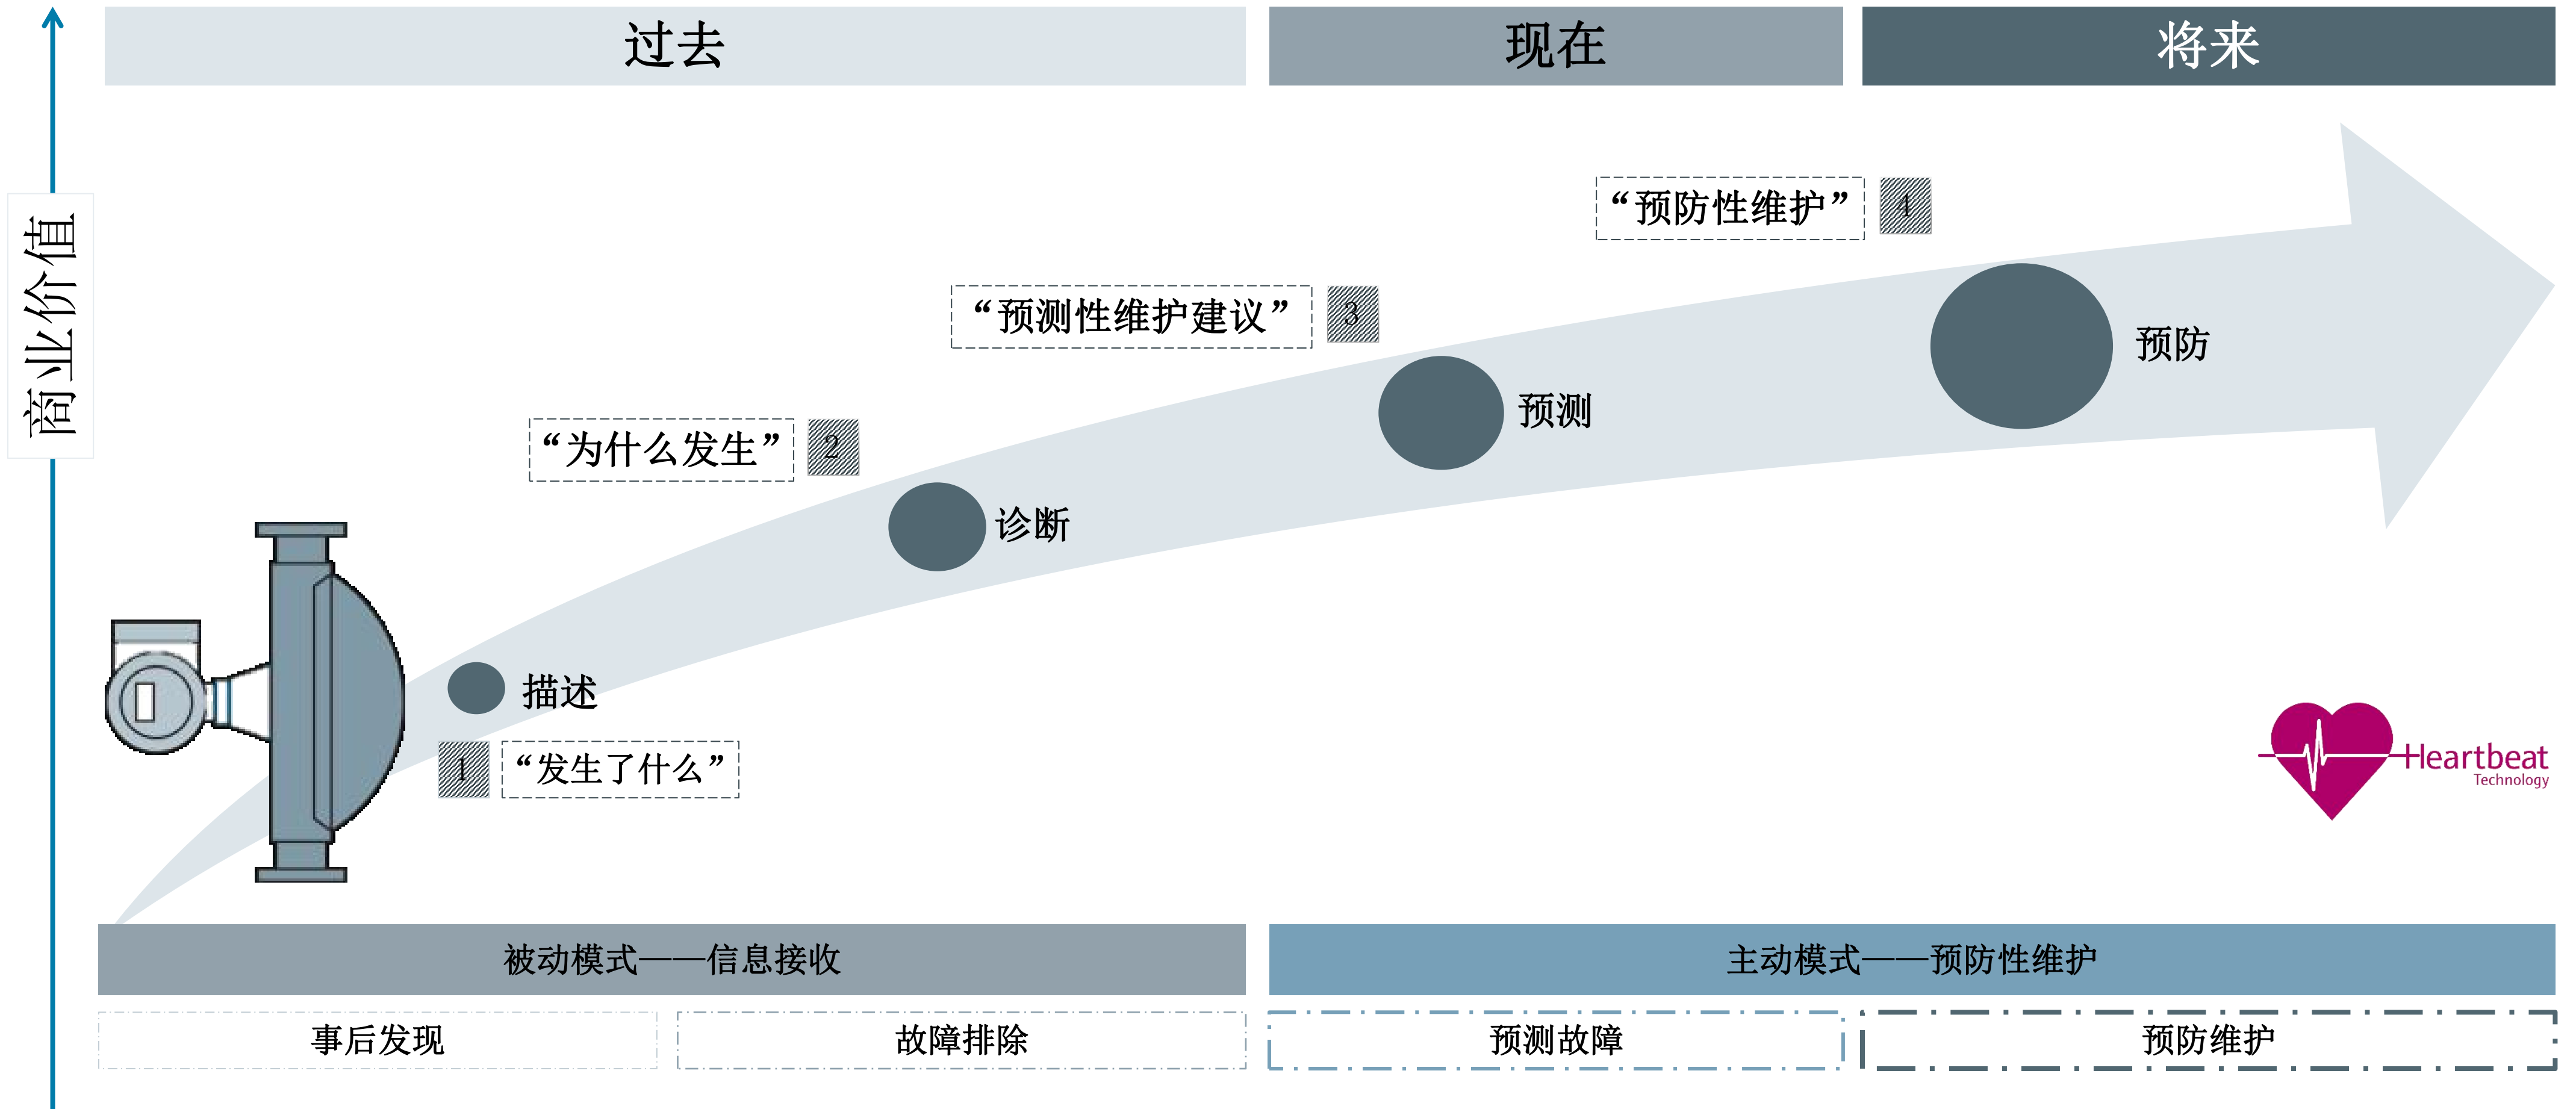 过去
现在
将来
商业价值
“预防性维护”
4
“预测性维护建议”
3
预防
预测
“为什么发生”
2
诊断
描述
1
“发生了什么”
Heartbeat
Technology
被动模式——信息接收
主动模式——预防性维护
事后发现
故障排除
预测故障
预防维护